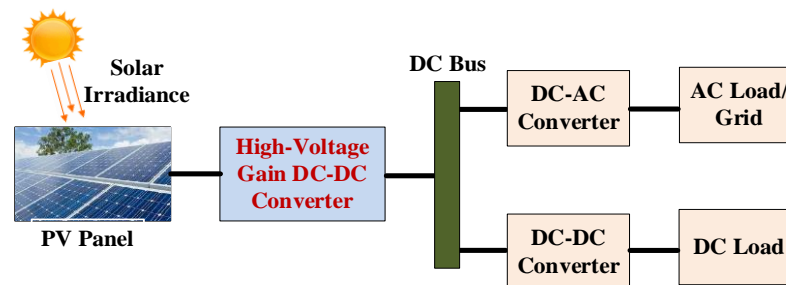 Solar
Irradiance
PV Panel
High-Voltage
Gain DC-DC
Converter
DC Bus
DC-AC
Converter
AC Load/
Grid
DC-DC
Converter
DC Load